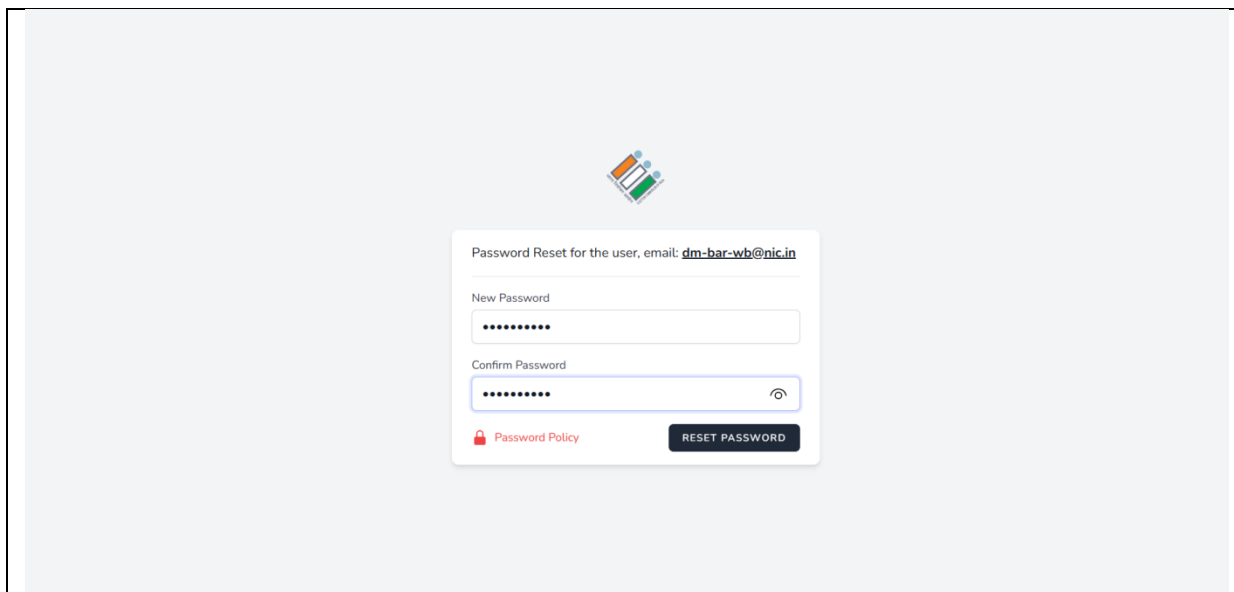 Password Reset for the user, email: dm-bar-wb@nic.in
New Password
••••••••••
Confirm Password
••••••••••
Password Policy
RESET PASSWORD